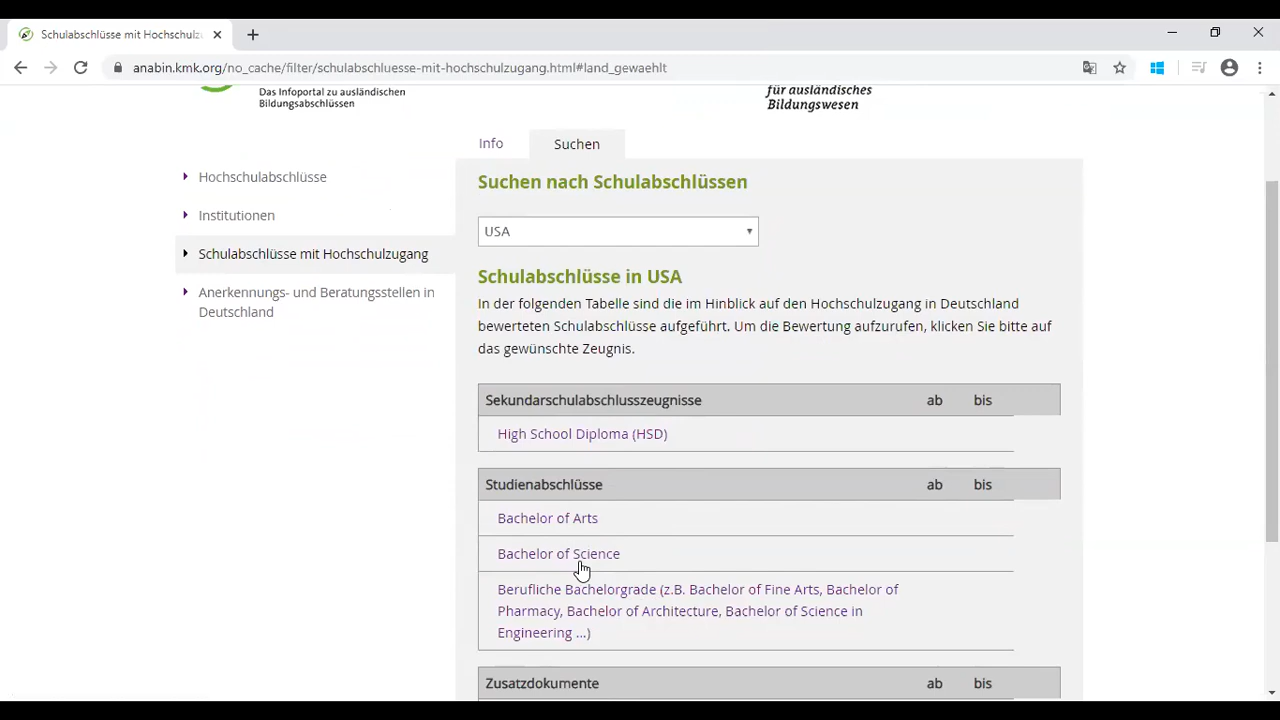 Schulabschlüsse mit Hochschulz
anabin.kmk.org/no_cache/filter/schulabschluesse-mit-hochschulzugang.html#land_gewaehlt
Das Infoportal zu ausländischen
Bildungsabschlüssen
für ausländisches
Bildungswesen
Info
Suchen
Hochschulabschlüsse
Institutionen
Schulabschlüsse mit Hochschulzugang
Anerkennungs- und Beratungsstellen in
Deutschland
Suchen nach Schulabschlüssen
USA
Schulabschlüsse in USA
In der folgenden Tabelle sind die im Hinblick auf den Hochschulzugang in Deutschland
bewerteten Schulabschlüsse aufgeführt. Um die Bewertung aufzurufen, klicken Sie bitte auf
das gewünschte Zeugnis.
Sekundarschulabschlusszeugnisse ab bis
High School Diploma (HSD)
Studienabschlüsse ab bis
Bachelor of Arts
Bachelor of Science
Berufliche Bachelorgrade (z.B. Bachelor of Fine Arts, Bachelor of
Pharmacy, Bachelor of Architecture, Bachelor of Science in
Engineering ...)
Zusatzdokumente ab bis